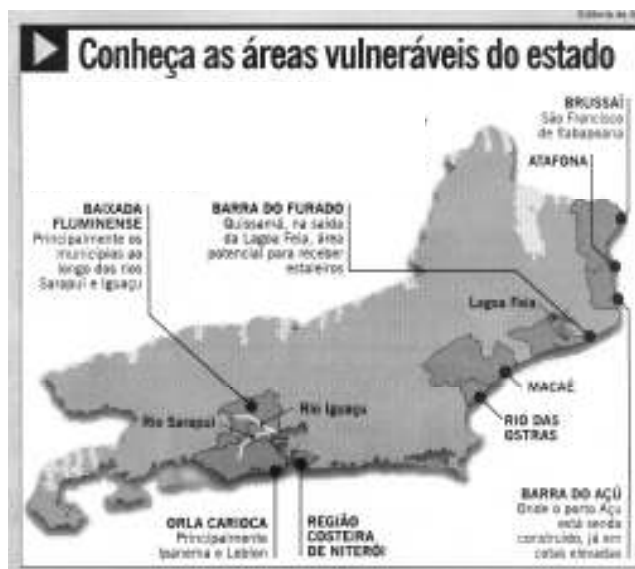 Conheça as áreas vulneráveis do estado
BRUSSAÍ
São Francisco
de Itabapoana
ATAFONA
BAIXADA
FLUMINENSE
Principalmente os
municípios ao
longo dos rios
Sarapuí e Iguaçu
BARRA DO FURADO
Quissamã, na saída
da Lagoa Feia, área
potencial para receber
estaleiros
Lagoa Feia
MACAÉ
RIO DAS
OSTRAS
Rio Iguaçu
Rio Sarapuí
BARRA DO AÇÚ
Onde o porto Açu
está sendo
construído, já em
cotas elevadas
ORLA CARIOCA
Principalmente
Ipanema e Leblon
REGIÃO
COSTEIRA
DE NITERÓI